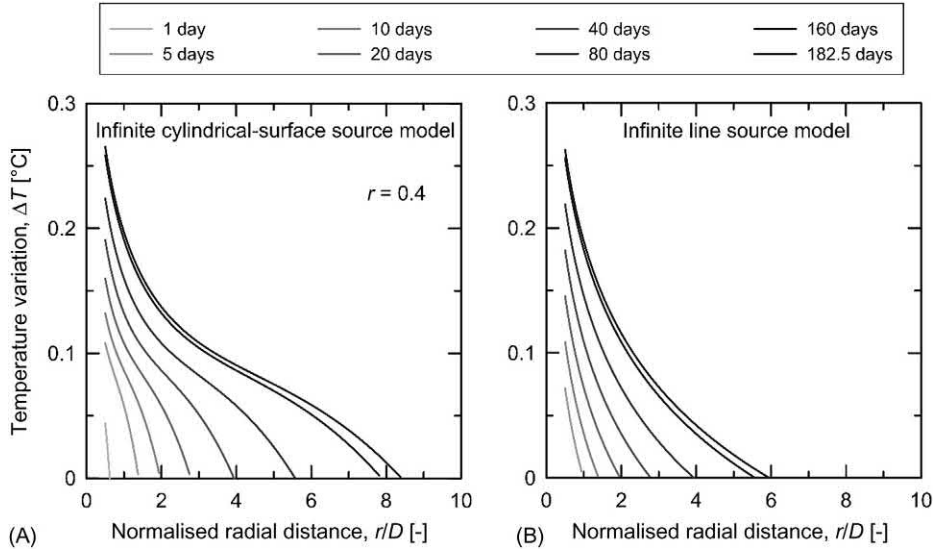 1 day 10 days 40 days 160 days
5 days 20 days 80 days 182.5 days
0.3
0.2
0.1
0
Temperature variation, ΔT [°C]
Infinite cylindrical-surface source model
r = 0.4
0 2 4 6 8 10
(A) Normalised radial distance, r/D [-]
0.3
0.2
0.1
0
Infinite line source model
0 2 4 6 8 10
(B) Normalised radial distance, r/D [-]